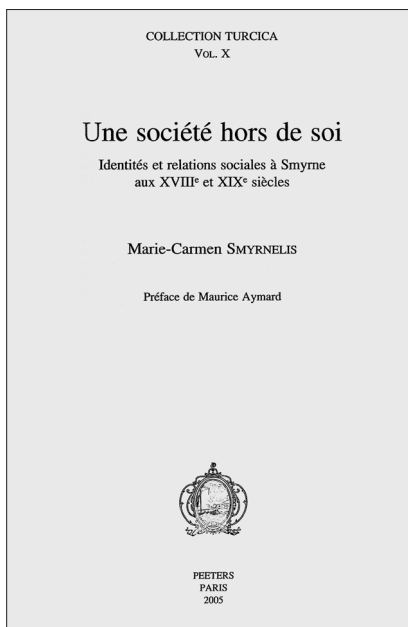 COLLECTION TURCICA
VOL. X
Une société hors de soi
Identités et relations sociales à Smyrne
aux XVIIIe et XIXe siècles
Marie-Carmen SMYRNELIS
Préface de Maurice Aymard
PEETERS
PARIS
2005